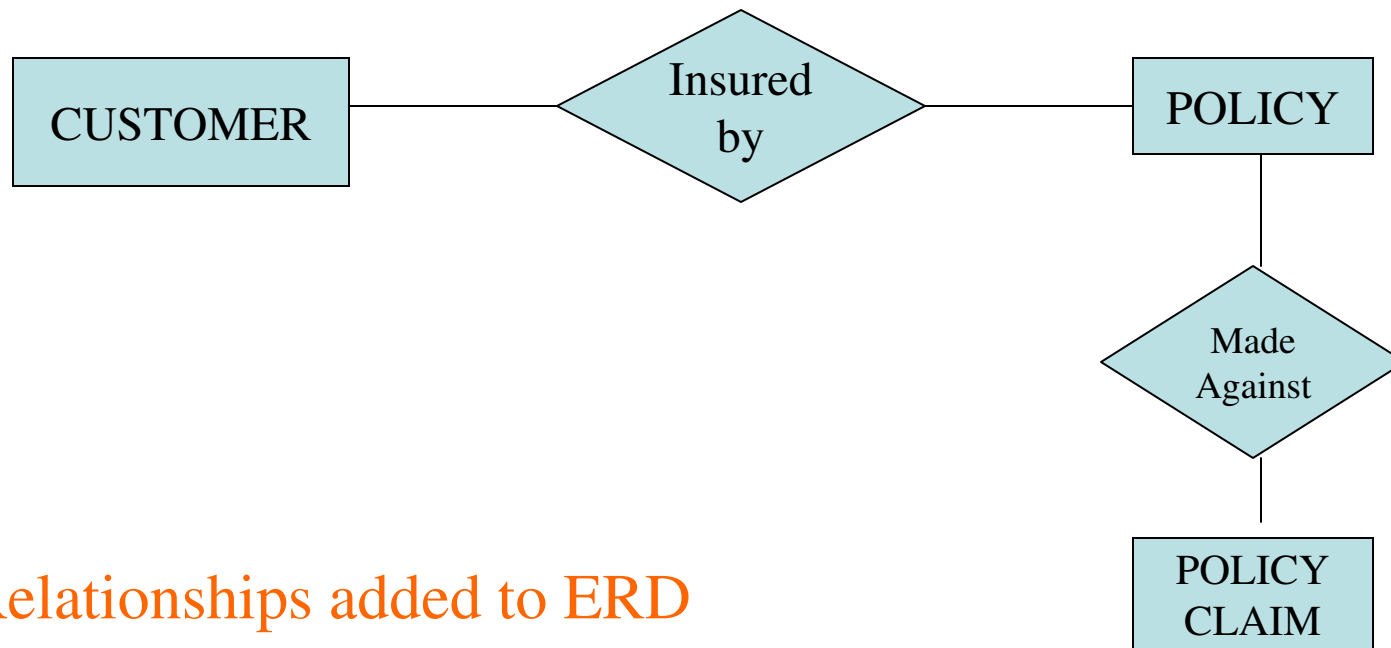 CUSTOMER
Insured
by
POLICY
Made
Against
POLICY
CLAIM
elationships added to ERD